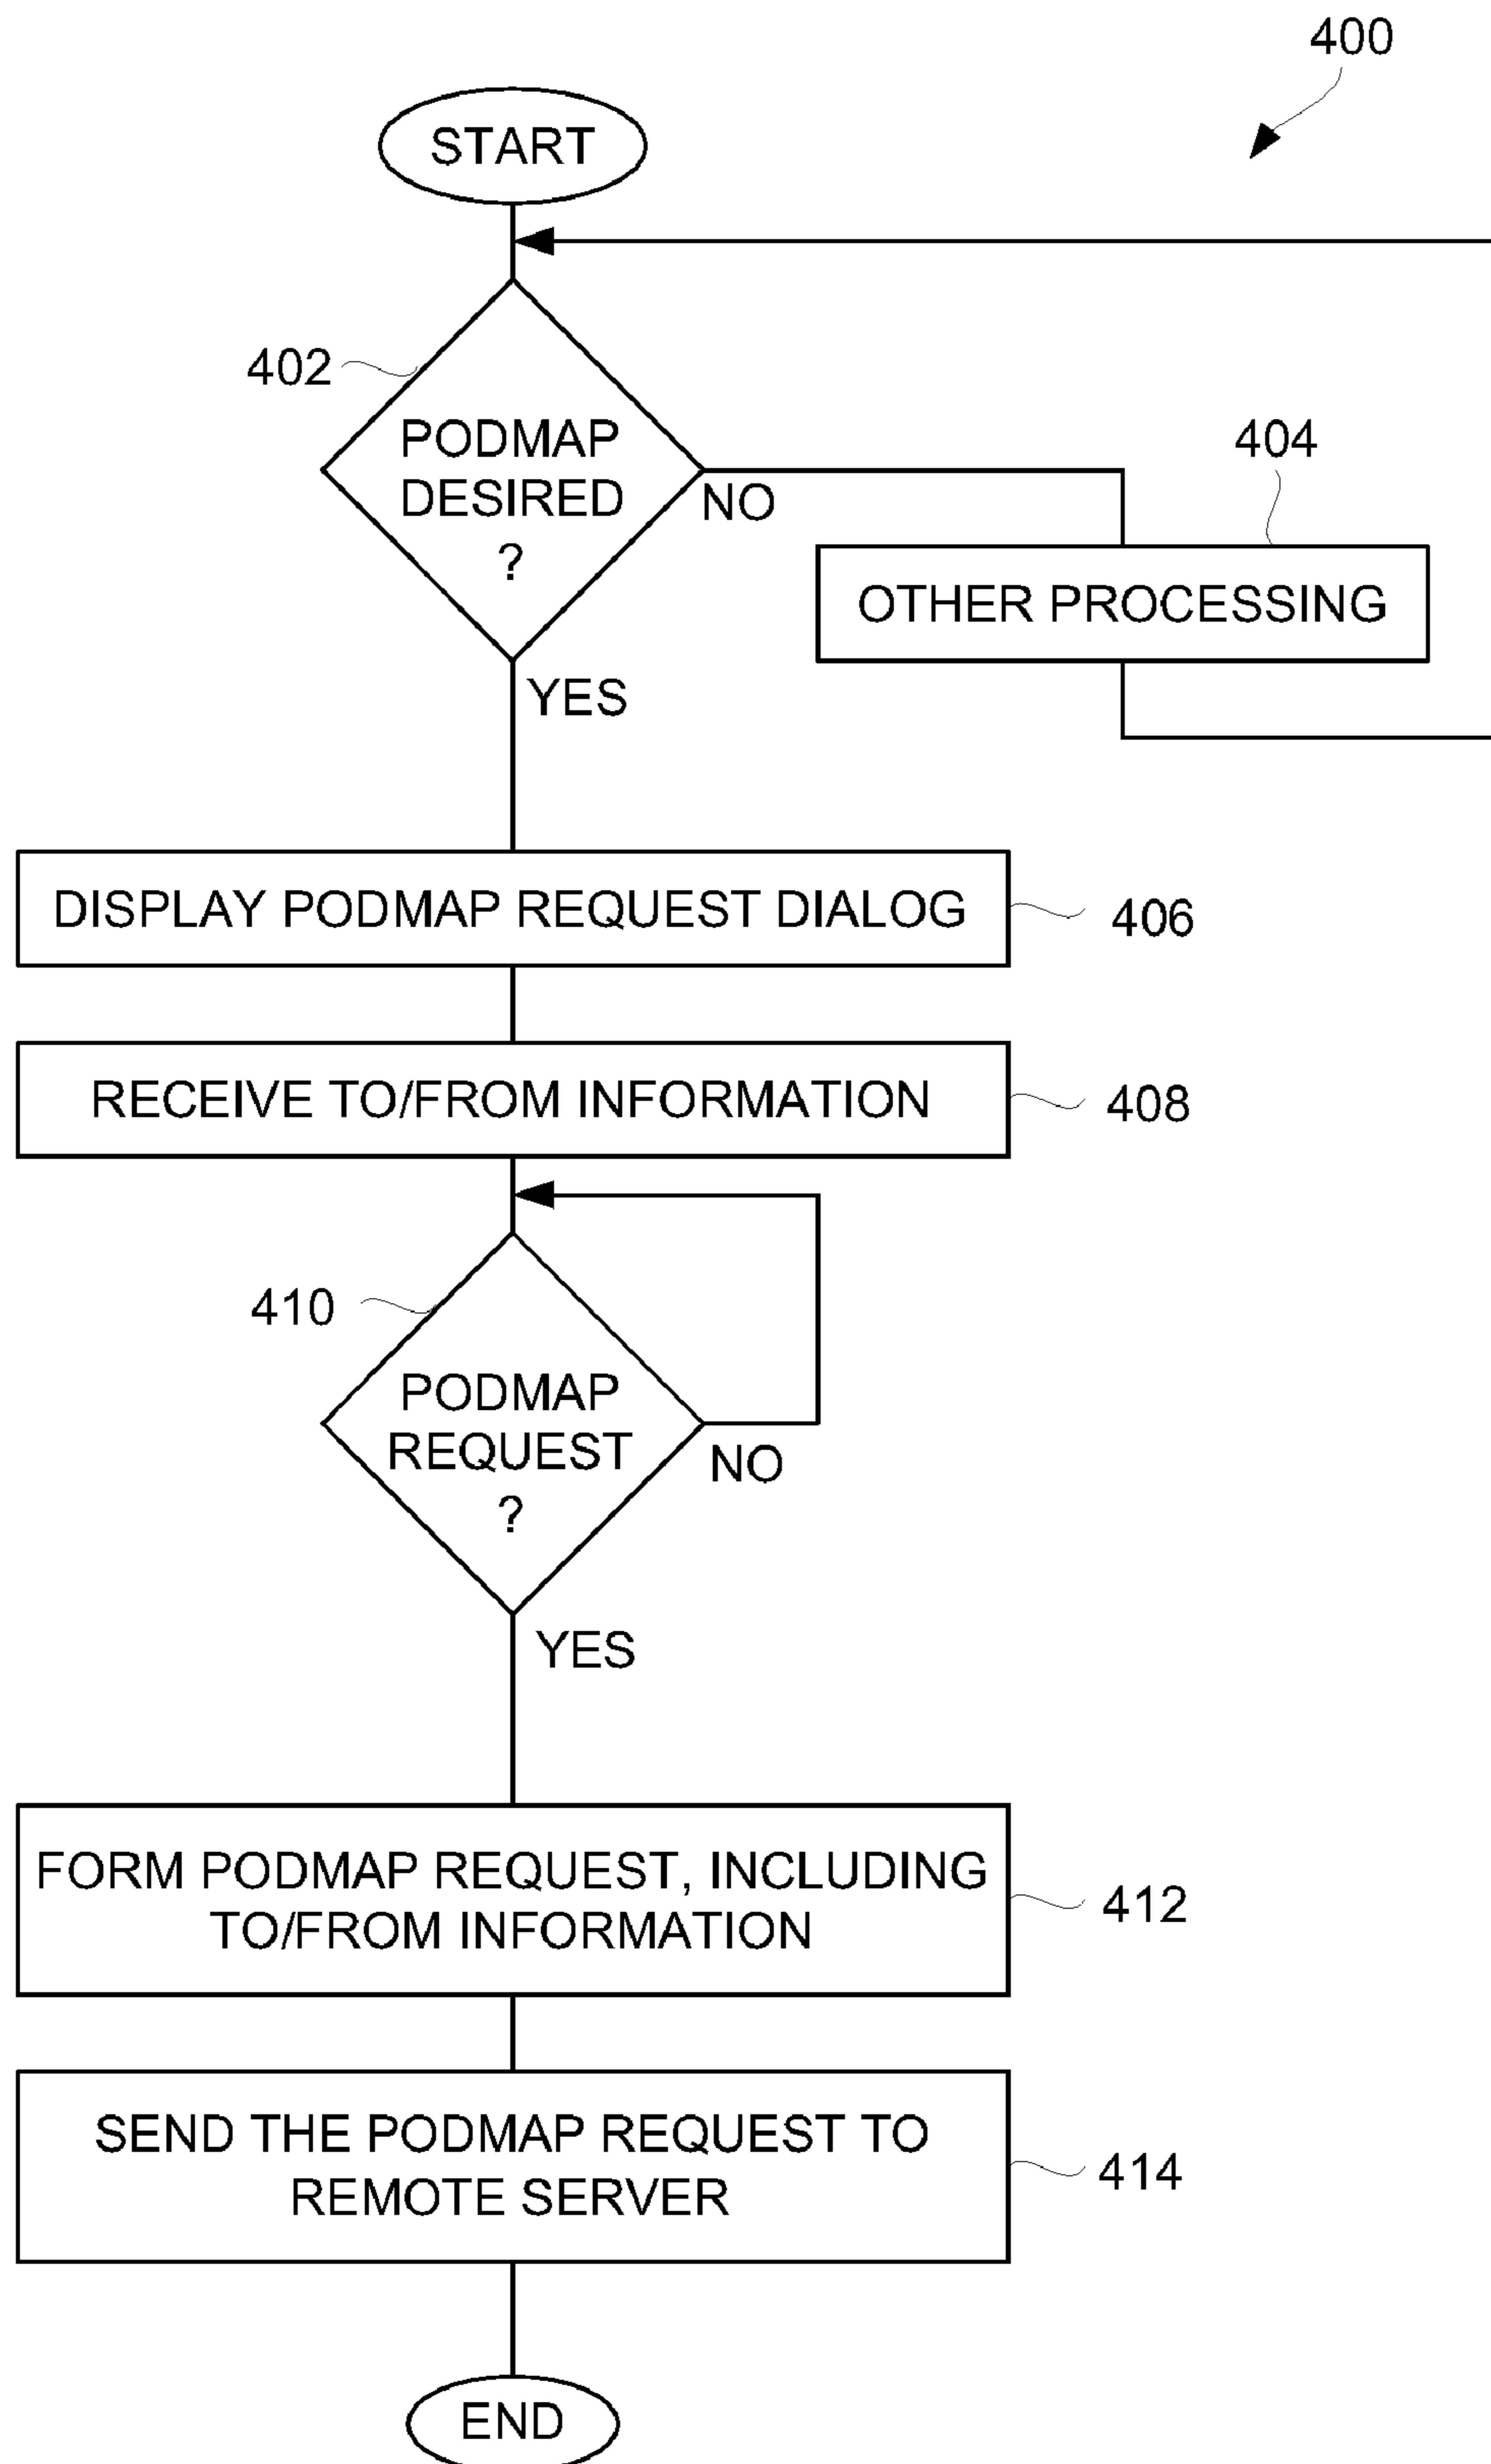 400
START
402
PODMAP
DESIRED
?
NO
404
OTHER PROCESSING
YES
DISPLAY PODMAP REQUEST DIALOG
406
RECEIVE TO/FROM INFORMATION
408
410
PODMAP
REQUEST
?
NO
YES
FORM PODMAP REQUEST, INCLUDING
TO/FROM INFORMATION
412
SEND THE PODMAP REQUEST TO
REMOTE SERVER
414
END